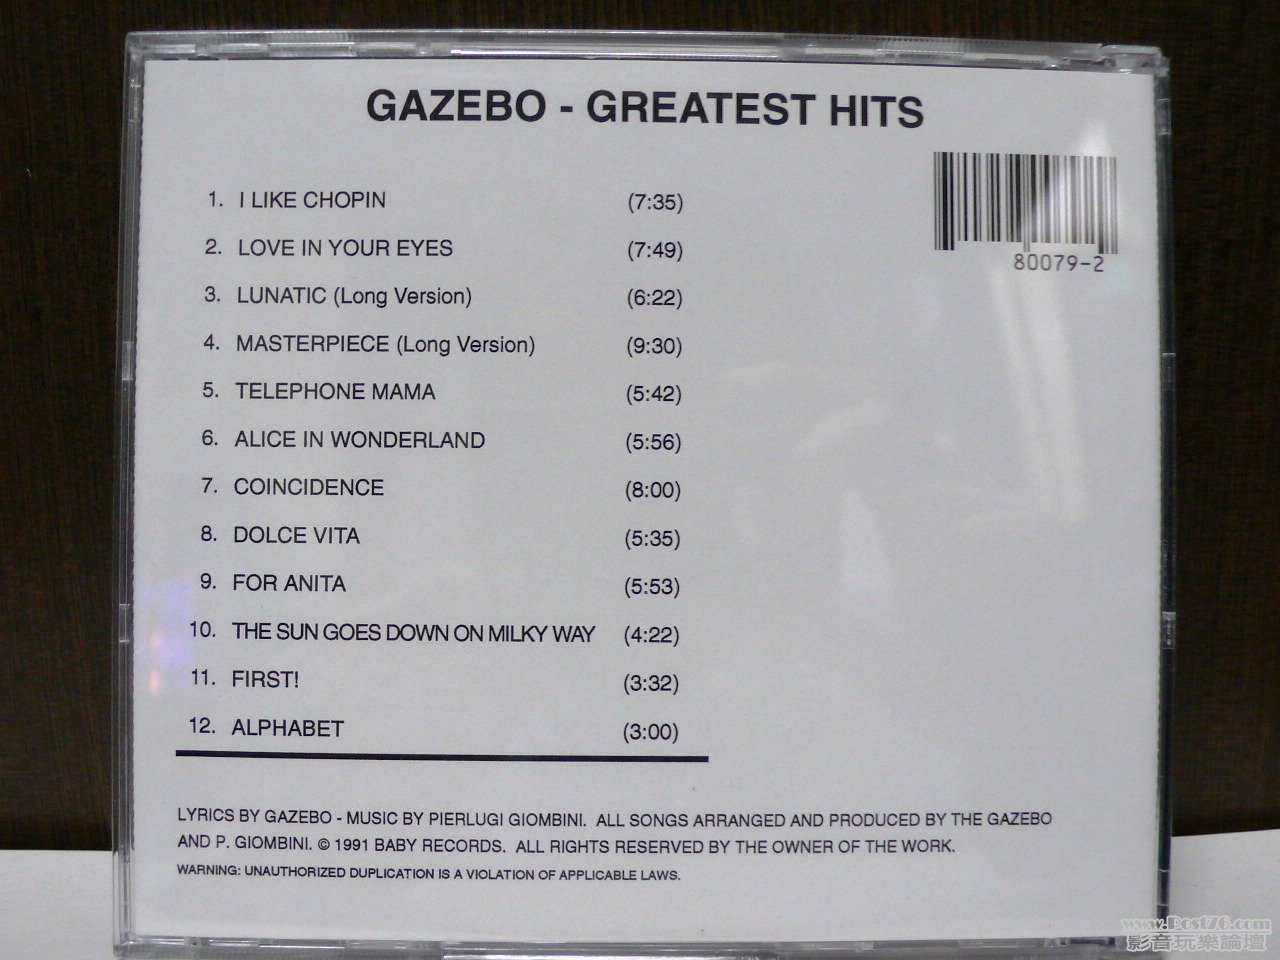 GAZEBO - GREATEST HITS
1. I LIKE CHOPIN (7:35)
2. LOVE IN YOUR EYES (7:49)
3. LUNATIC (Long Version) (6:22)
4. MASTERPIECE (Long Version) (9:30)
5. TELEPHONE MAMA (5:42)
6. ALICE IN WONDERLAND (5:56)
7. COINCIDENCE (8:00)
8. DOLCE VITA (5:35)
9. FOR ANITA (5:53)
10. THE SUN GOES DOWN ON MILKY WAY (4:22)
11. FIRST! (3:32)
12. ALPHABET (3:00)
80079-2
LYRICS BY GAZEBO - MUSIC BY PIERLUGI GIOMBINI. ALL SONGS ARRANGED AND PRODUCED BY THE GAZEBO
AND P. GIOMBINI. © 1991 BABY RECORDS. ALL RIGHTS RESERVED BY THE OWNER OF THE WORK.
WARNING: UNAUTHORIZED DUPLICATION IS A VIOLATION OF APPLICABLE LAWS.
www.Post76.com
影音玩樂論壇